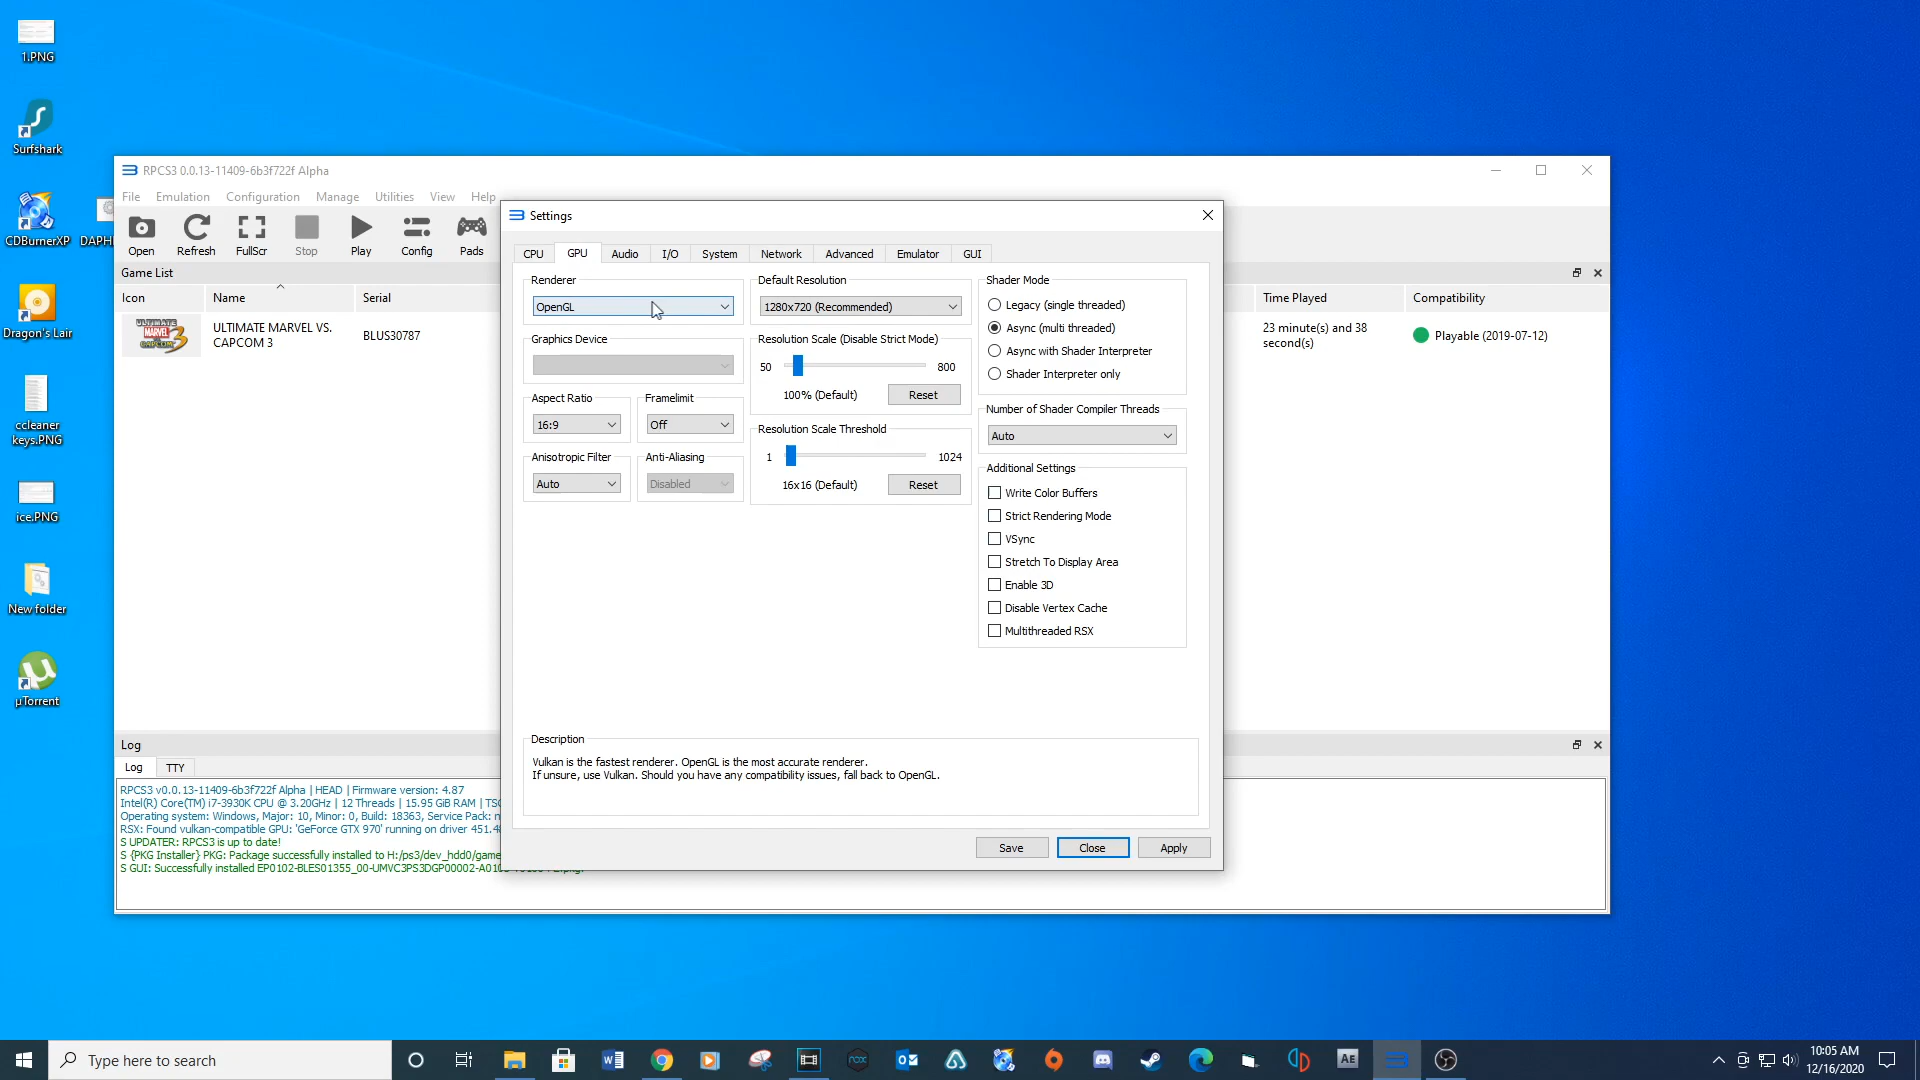 1.PNG
Surfshark
CDBurnerXP
DAPH
Dragon's Lair
ccleaner
keys.PNG
ice.PNG
New folder
µTorrent
RPCS3 0.0.13-11409-6b3f722f Alpha
File Emulation Configuration Manage Utilities View Help
Open Refresh FullScr Stop Play Config Pads
Game List
Icon Name Serial Time Played Compatibility
ULTIMATE MARVEL VS. CAPCOM 3
ULTIMATE MARVEL VS.
CAPCOM 3
BLUS30787
23 minute(s) and 38
second(s)
Playable (2019-07-12)
Settings
CPU GPU Audio I/O System Network Advanced Emulator GUI
Renderer
OpenGL
Graphics Device
Aspect Ratio Framelimit
16:9 Off
Anisotropic Filter Anti-Aliasing
Auto Disabled
Default Resolution
1280x720 (Recommended)
Resolution Scale (Disable Strict Mode)
50 800
100% (Default) Reset
Resolution Scale Threshold
1 1024
16x16 (Default) Reset
Shader Mode
Legacy (single threaded)
Async (multi threaded)
Async with Shader Interpreter
Shader Interpreter only
Number of Shader Compiler Threads
Auto
Additional Settings
Write Color Buffers
Strict Rendering Mode
VSync
Stretch To Display Area
Enable 3D
Disable Vertex Cache
Multithreaded RSX
Description
Vulkan is the fastest renderer. OpenGL is the most accurate renderer.
If unsure, use Vulkan. Should you have any compatibility issues, fall back to OpenGL.
Save Close Apply
Log
Log TTY
RPCS3 v0.0.13-11409-6b3f722f Alpha | HEAD | Firmware version: 4.87
Intel(R) Core(TM) i7-3930K CPU @ 3.20GHz | 12 Threads | 15.95 GiB RAM | TSC
Operating system: Windows, Major: 10, Minor: 0, Build: 18363, Service Pack: n
RSX: Found vulkan-compatible GPU: 'GeForce GTX 970' running on driver 451.4
S UPDATER: RPCS3 is up to date!
S {PKG Installer} PKG: Package successfully installed to H:/ps3/dev_hdd0/game
S GUI: Successfully installed EP0102-BLES01355_00-UMVC3PS3DGP00002-A010
Type here to search
nox
AE
10:05 AM
12/16/2020